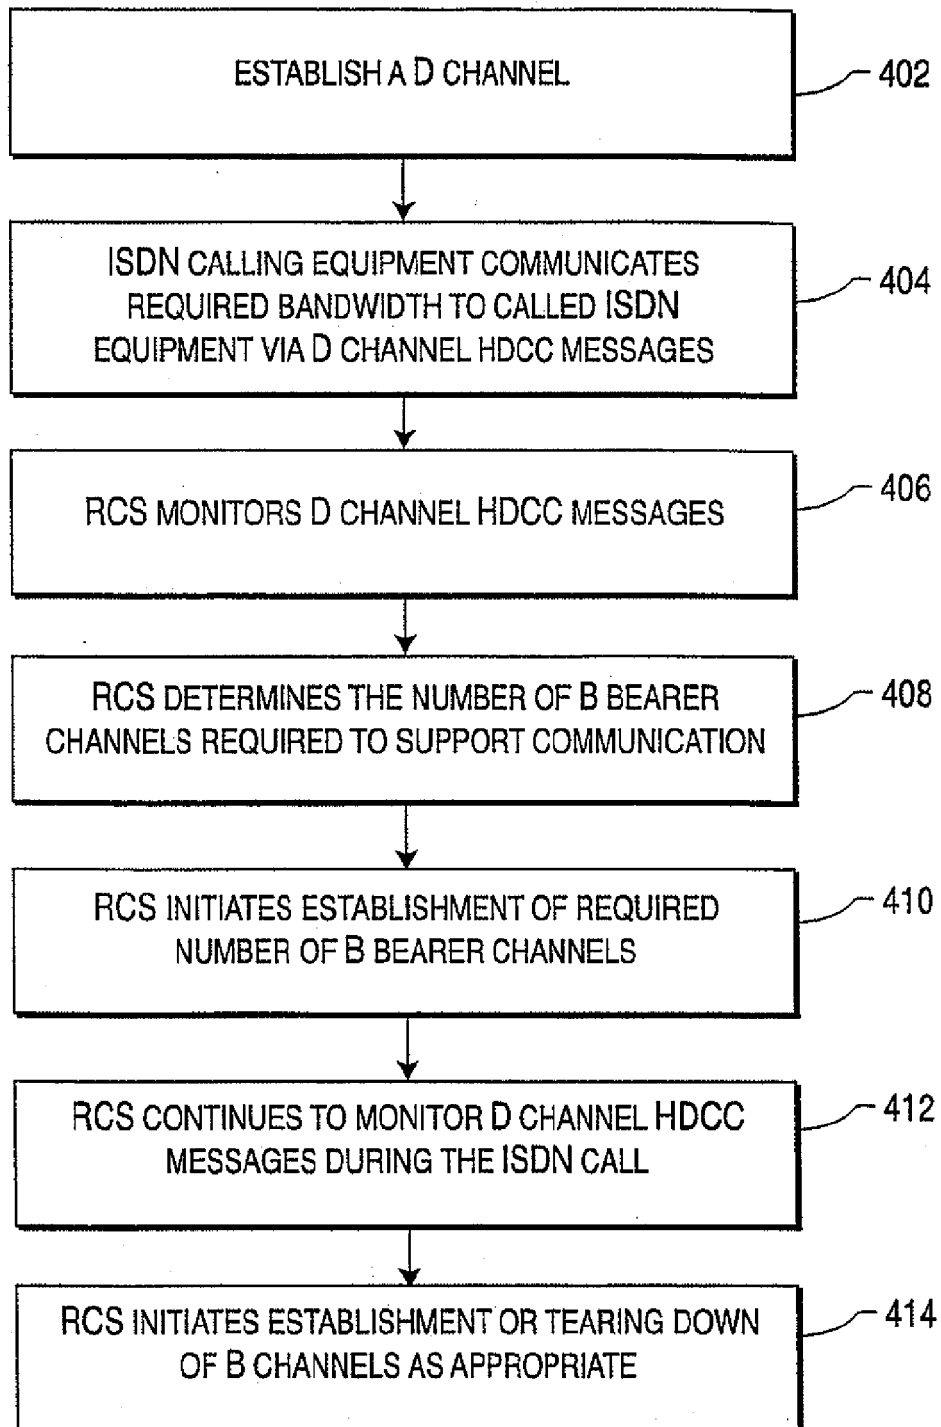 ESTABLISH A D CHANNEL
402
ISDN CALLING EQUIPMENT COMMUNICATES
REQUIRED BANDWIDTH TO CALLED ISDN
EQUIPMENT VIA D CHANNEL HDCC MESSAGES
404
RCS MONITORS D CHANNEL HDCC MESSAGES
406
RCS DETERMINES THE NUMBER OF B BEARER
CHANNELS REQUIRED TO SUPPORT COMMUNICATION
408
RCS INITIATES ESTABLISHMENT OF REQUIRED
NUMBER OF B BEARER CHANNELS
410
RCS CONTINUES TO MONITOR D CHANNEL HDCC
MESSAGES DURING THE ISDN CALL
412
RCS INITIATES ESTABLISHMENT OR TEARING DOWN
OF B CHANNELS AS APPROPRIATE
414